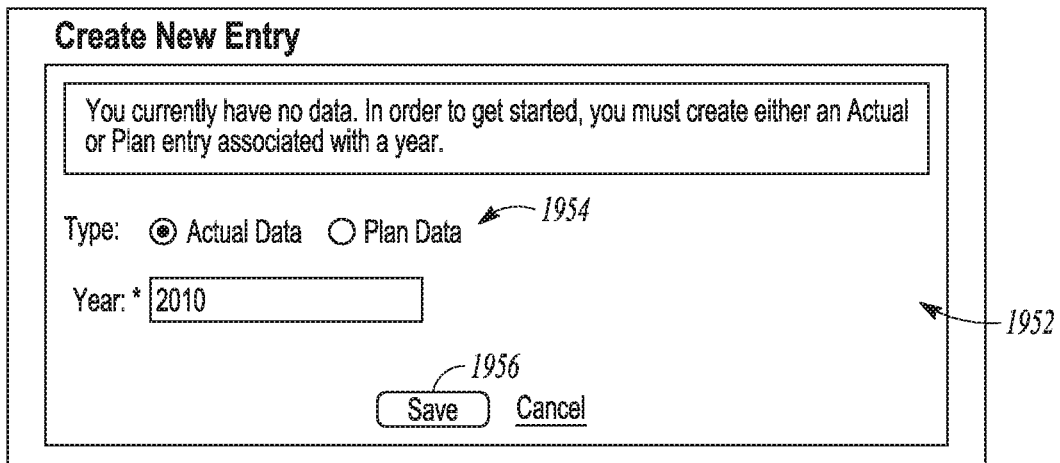 Create New Entry
You currently have no data. In order to get started, you must create either an Actual
or Plan entry associated with a year.
Type: Actual Data Plan Data 1954
Year: * 2010
1952
1956
Save Cancel